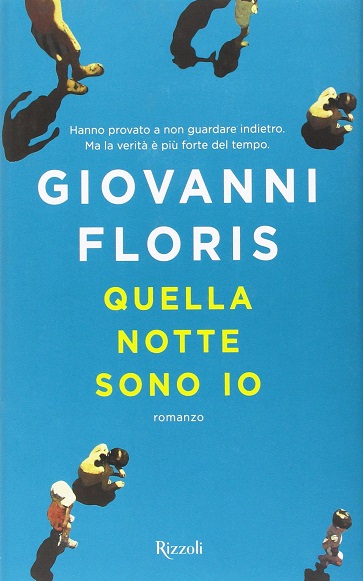 Hanno provato a non guardare indietro.
Ma la verità è più forte del tempo.
GIOVANNI
FLORIS
QUELLA
NOTTE
SONO IO
romanzo
Rizzoli